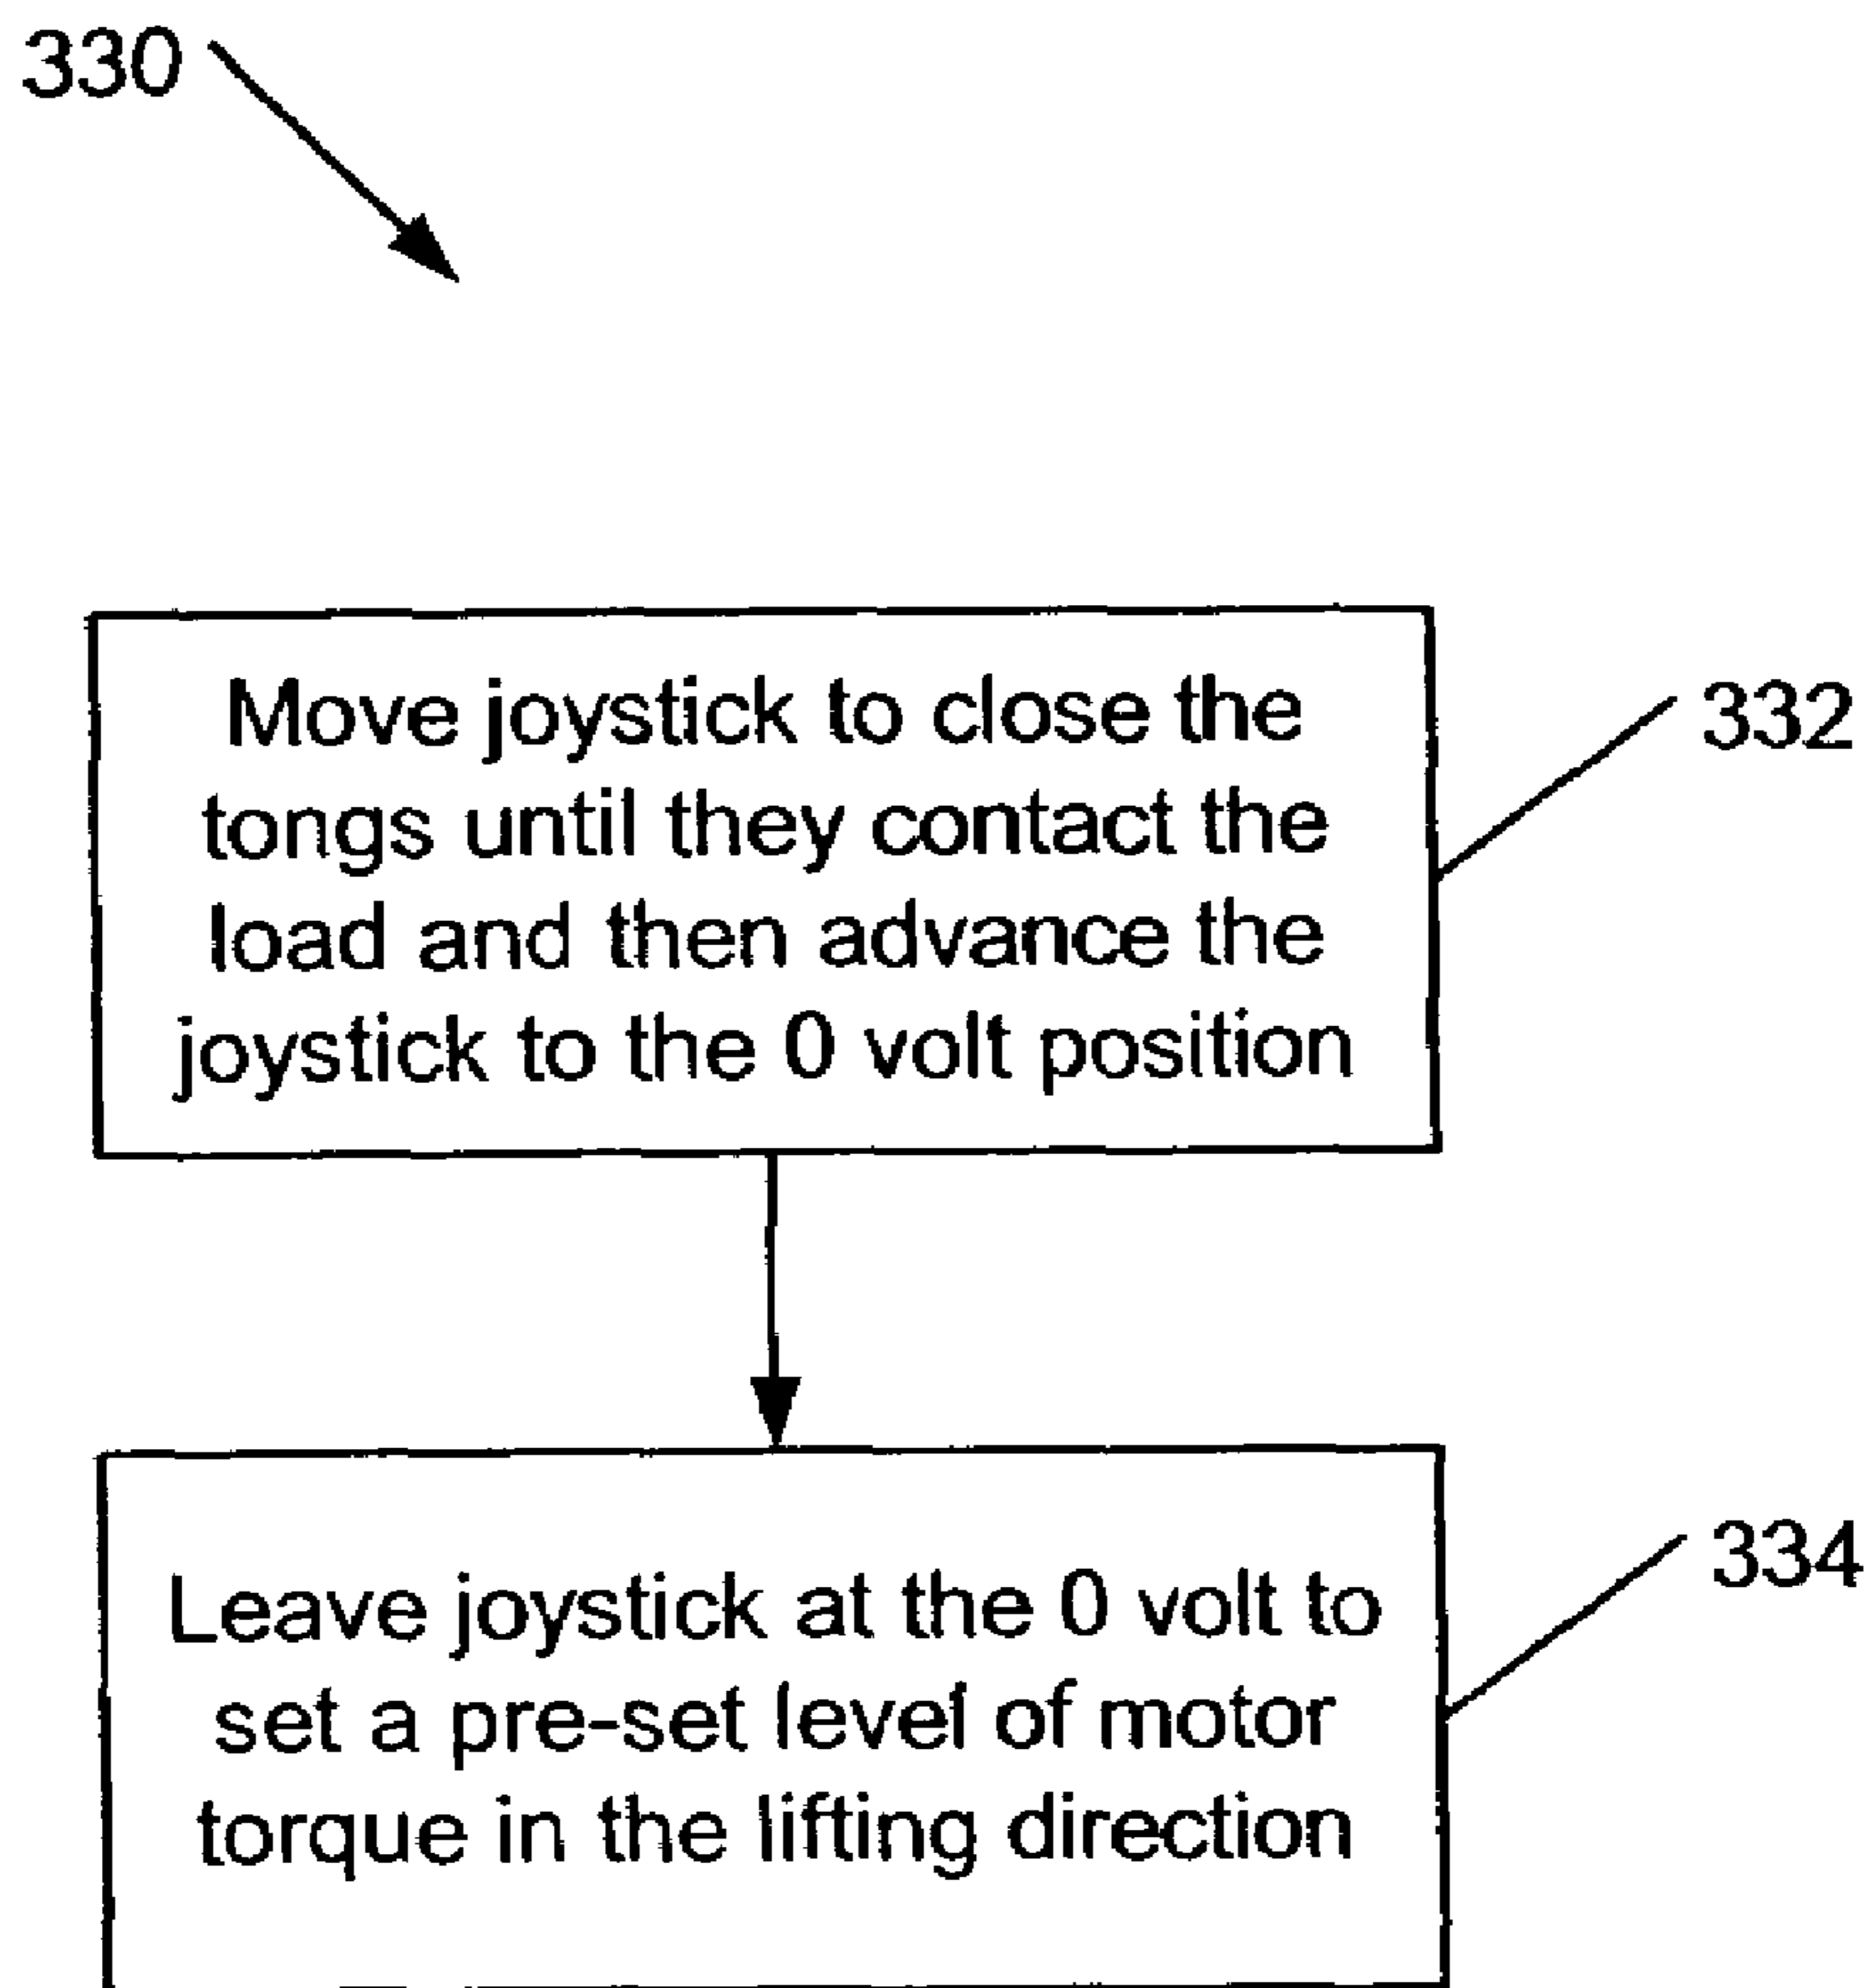 330
Move joystick to close the
tongs until they contact the
load and then advance the
joystick to the 0 volt position
332
Leave joystick at the 0 volt to
set a pre-set level of motor
torque in the lifting direction
334